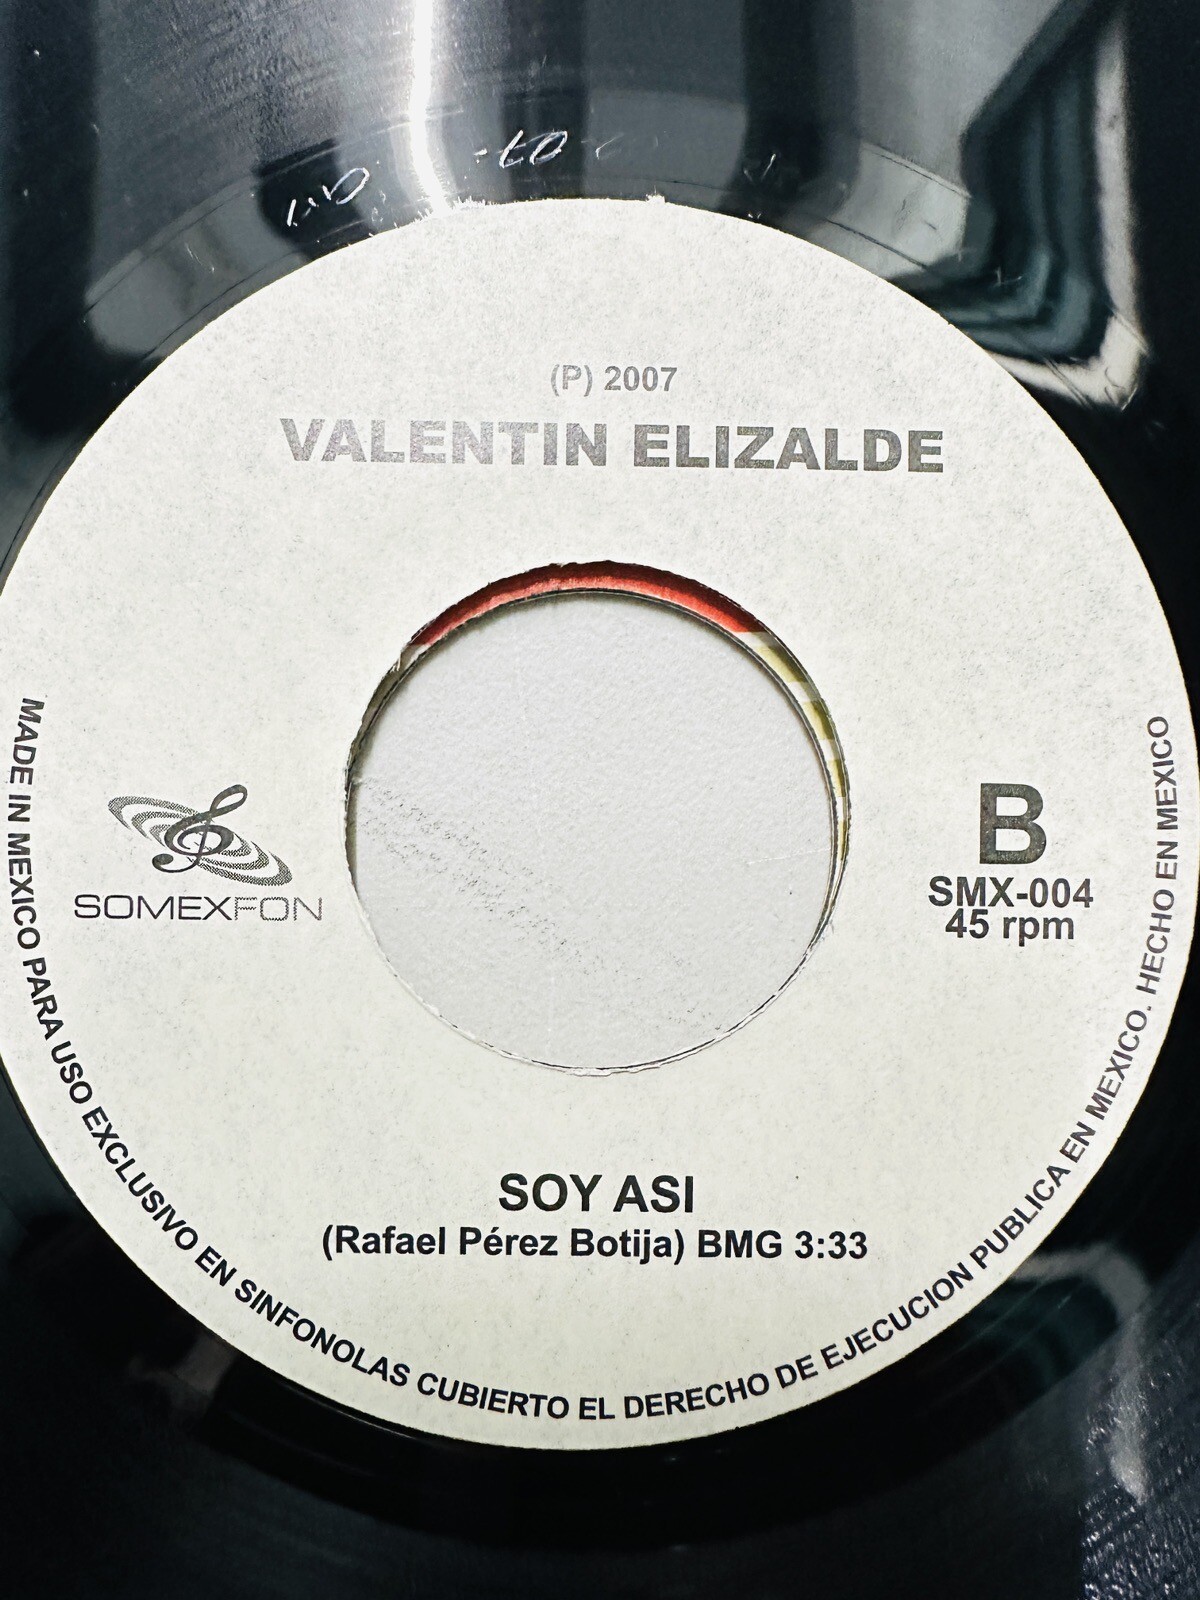 (P) 2007
VALENTIN ELIZALDE
SOMEXFON
B
SMX-004
45 rpm
SOY ASI
(Rafael Pérez Botija) BMG 3:33
MADE IN MEXICO PARA USO EXCLUSIVO EN SINFONOLAS CUBIERTO EL DERECHO DE EJECUCION PUBLICA EN MEXICO. HECHO EN MEXICO